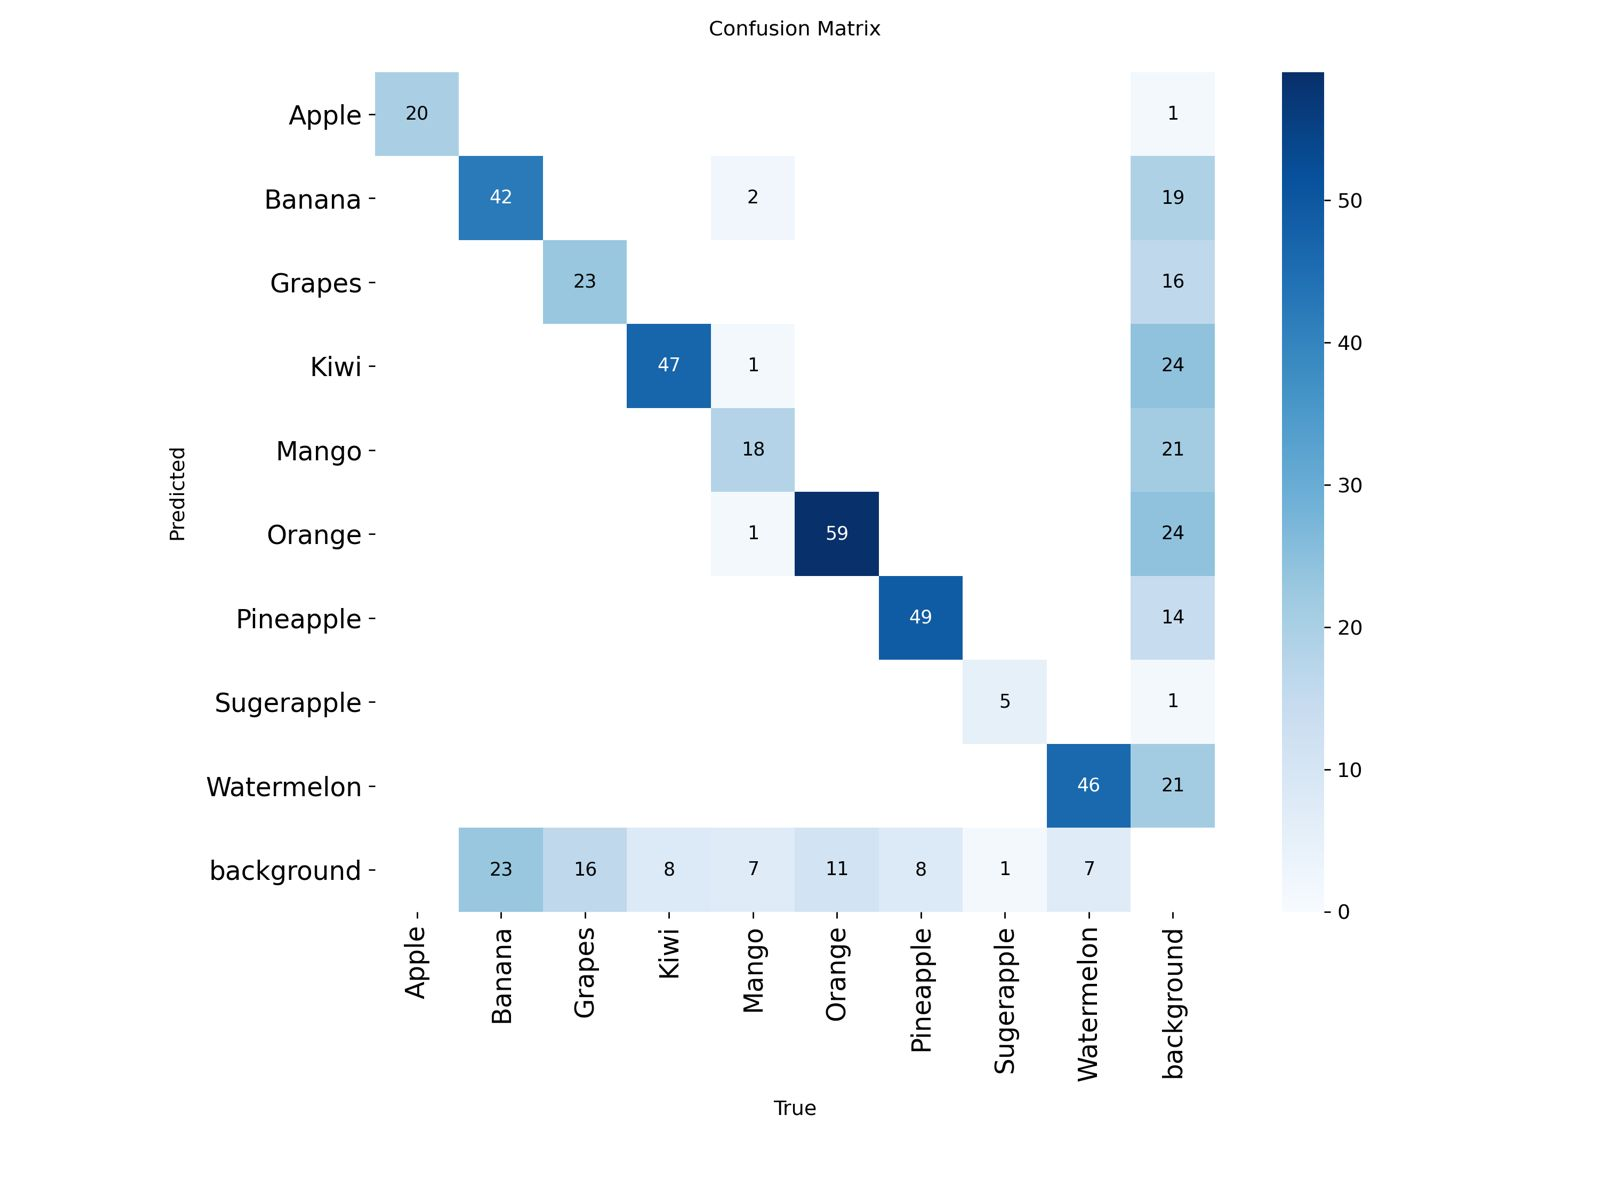 Confusion Matrix
Apple 20 1
Banana 42 2 19
Grapes 23 16
Kiwi 47 1 24
Mango 18 21
Orange 1 59 24
Pineapple 49 14
Sugerapple 5 1
Watermelon 46 21
background 23 16 8 7 11 8 1 7
Predicted
Apple Banana Grapes Kiwi Mango Orange Pineapple Sugerapple Watermelon background
True
50
40
30
20
10
0